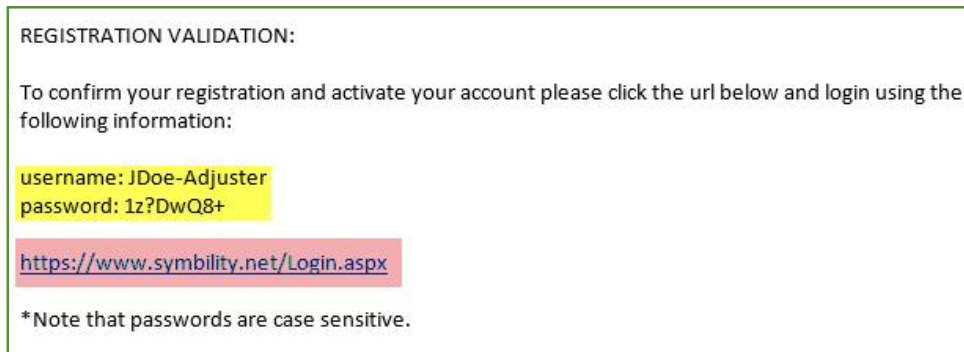 REGISTRATION VALIDATION:
To confirm your registration and activate your account please click the url below and login using the
following information:
username: JDoe-Adjuster
password: 1z?DwQ8+
https://www.symbility.net/Login.aspx
*Note that passwords are case sensitive.